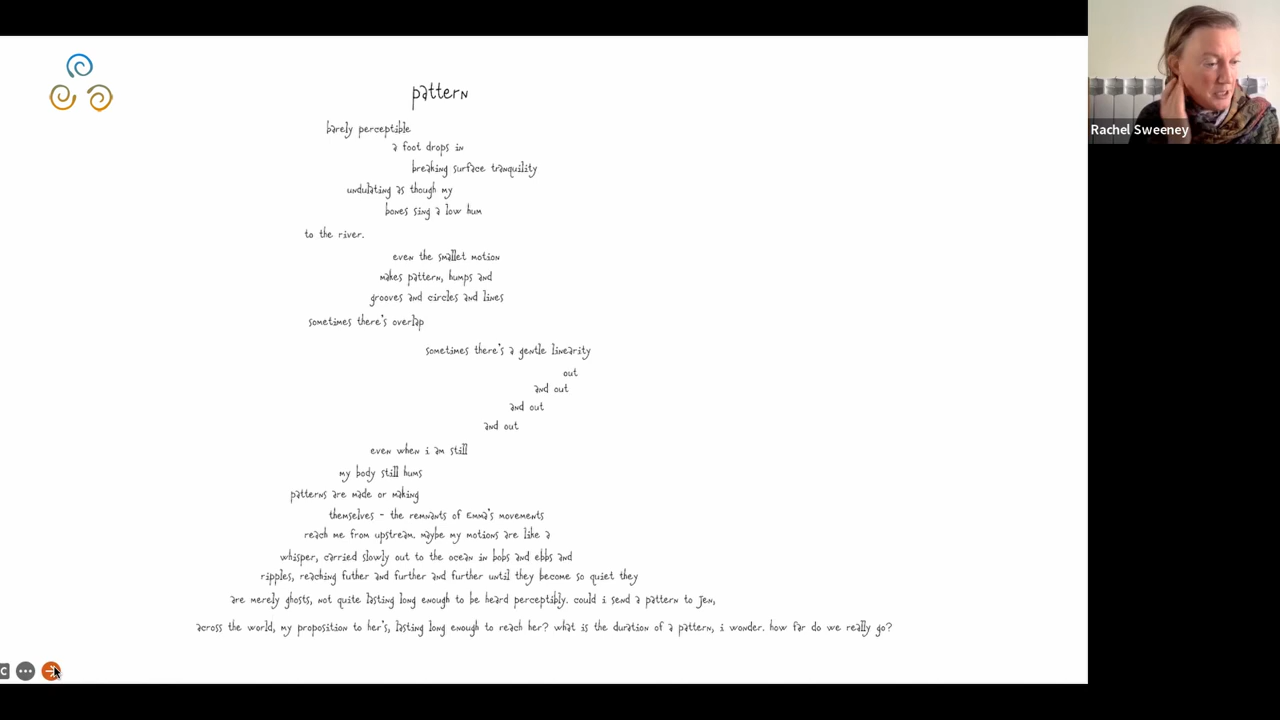 pattern
barely perceptible
a foot drops in
breaking surface tranquility
undulating as though my
bones sing a low hum
to the river.
even the smallet motion
makes pattern, humps and
grooves and circles and lines
sometimes there's overlap
sometimes there's a gentle linearity
out
and out
and out
and out
even when i am still
my body still hums
patterns are made or making
themselves - the remnants of Emma's movements
reach me from upstream. maybe my motions are like a
whisper, carried slowly out to the ocean in bobs and ebbs and
ripples, reaching futher and further and further until they become so quiet they
are merely ghosts, not quite lasting long enough to be heard perceptibly. could i send a pattern to Jen,
across the world, my proposition to her's, lasting long enough to reach her? what is the duration of a pattern, i wonder. how far do we really go?
Rachel Sweeney
C